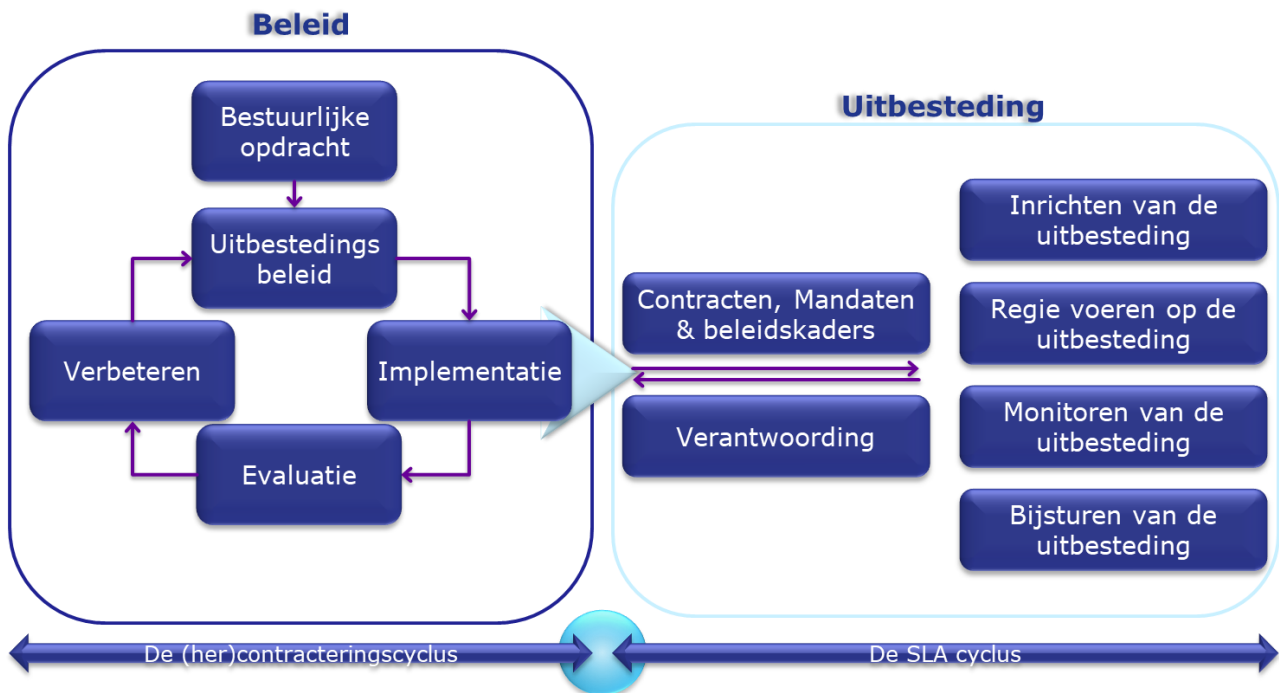 Beleid
Bestuurlijke
opdracht
Uitbestedings
beleid
Verbeteren
Implementatie
Evaluatie
Uitbesteding
Contracten, Mandaten
& beleidskaders
Verantwoording
Inrichten van de
uitbesteding
Regie voeren op de
uitbesteding
Monitoren van de
uitbesteding
Bijsturen van de
uitbesteding
De (her)contracteringscyclus
De SLA cyclus